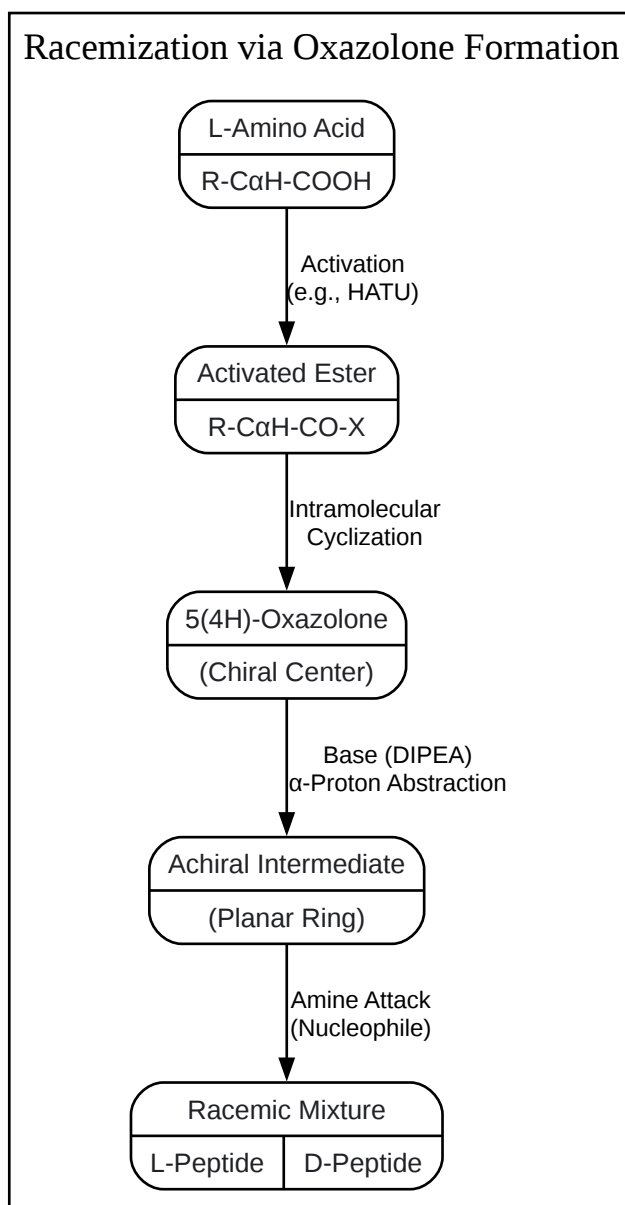 Racemization via Oxazolone Formation
L-Amino Acid
R-CαH-COOH
Activation
(e.g., HATU)
Activated Ester
R-CαH-CO-X
Intramolecular
Cyclization
5(4H)-Oxazolone
(Chiral Center)
Base (DIPEA)
α-Proton Abstraction
Achiral Intermediate
(Planar Ring)
Amine Attack
(Nucleophile)
Racemic Mixture
L-Peptide D-Peptide